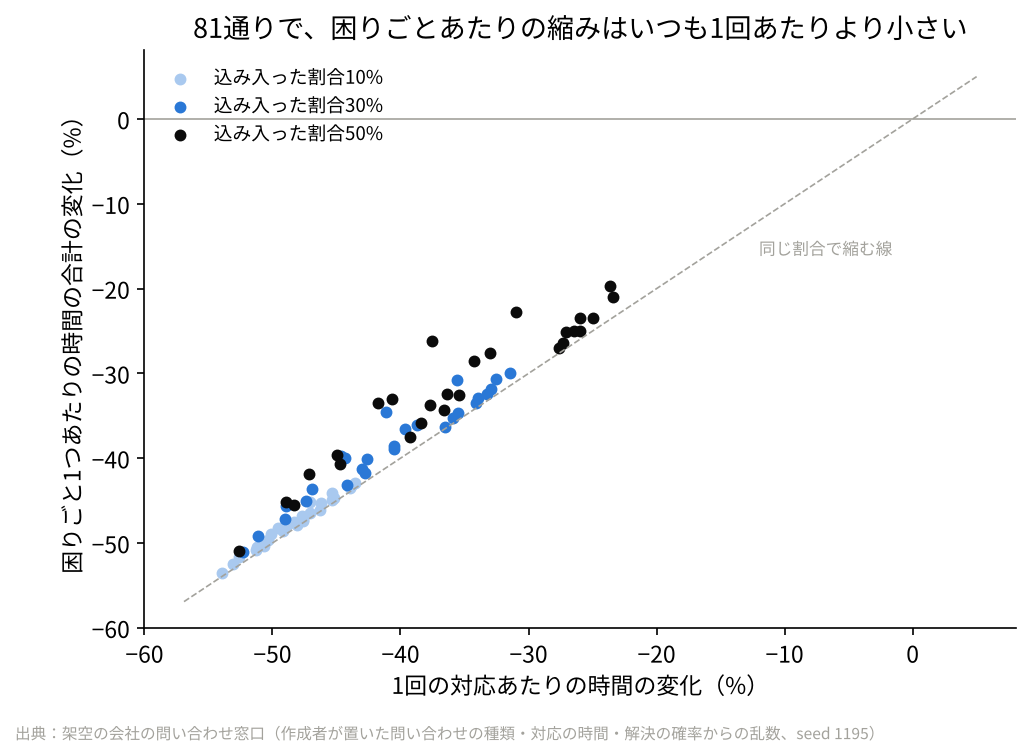 81通りで、困りごとあたりの縮みはいつも1回あたりより小さい
込み入った割合10%
込み入った割合30%
込み入った割合50%
困りごと1つあたりの時間の合計の変化（%）
0
−10
−20
−30
−40
−50
−60
同じ割合で縮む線
−60 −50 −40 −30 −20 −10 0
1回の対応あたりの時間の変化（%）
出典：架空の会社の問い合わせ窓口（作成者が置いた問い合わせの種類・対応の時間・解決の確率からの乱数、seed 1195）